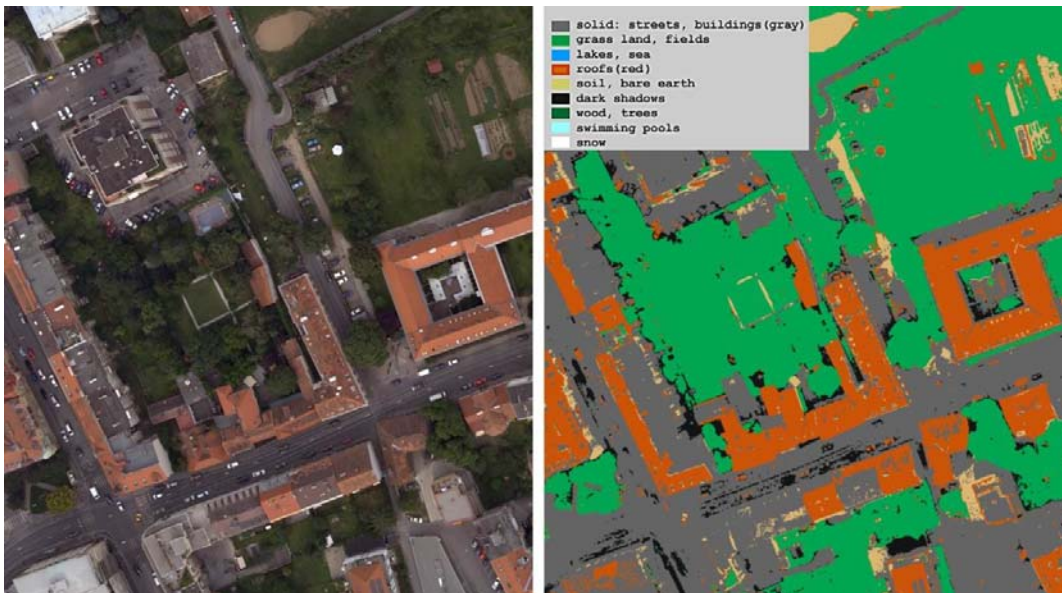 solid: streets, buildings(gray)
grass land, fields
lakes, sea
roofs(red)
soil, bare earth
dark shadows
wood, trees
swimming pools
snow